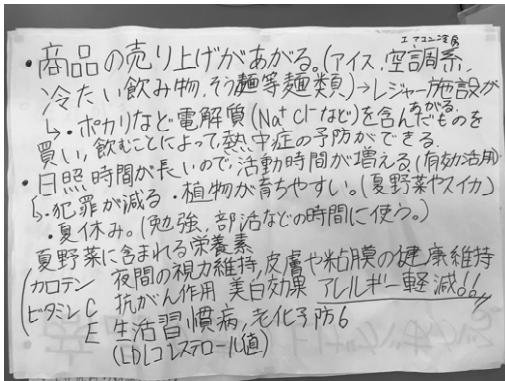 エアコン冷房
・商品の売り上げがあがる。(アイス、空調系、
冷たい飲み物、そう麺等麺類)→レジャー施設が
あがる。
↳・ポカリなど電解質(Na⁺Cl⁻など)を含んだものを
買い、飲むことによって、熱中症の予防ができる。
・日照時間が長いので、活動時間が増える(有効活用)
↳・犯罪が減る ・植物が育ちやすい。(夏野菜やスイカ)
・夏休み。(勉強、部活などの時間に使う。)
夏野菜に含まれる栄養素
(カロテン 夜間の視力維持,皮膚や粘膜の健康維持
ビタミンC 抗がん作用 美白効果 アレルギー軽減!!
E 生活習慣病,老化予防
(LDLコレステロール値)